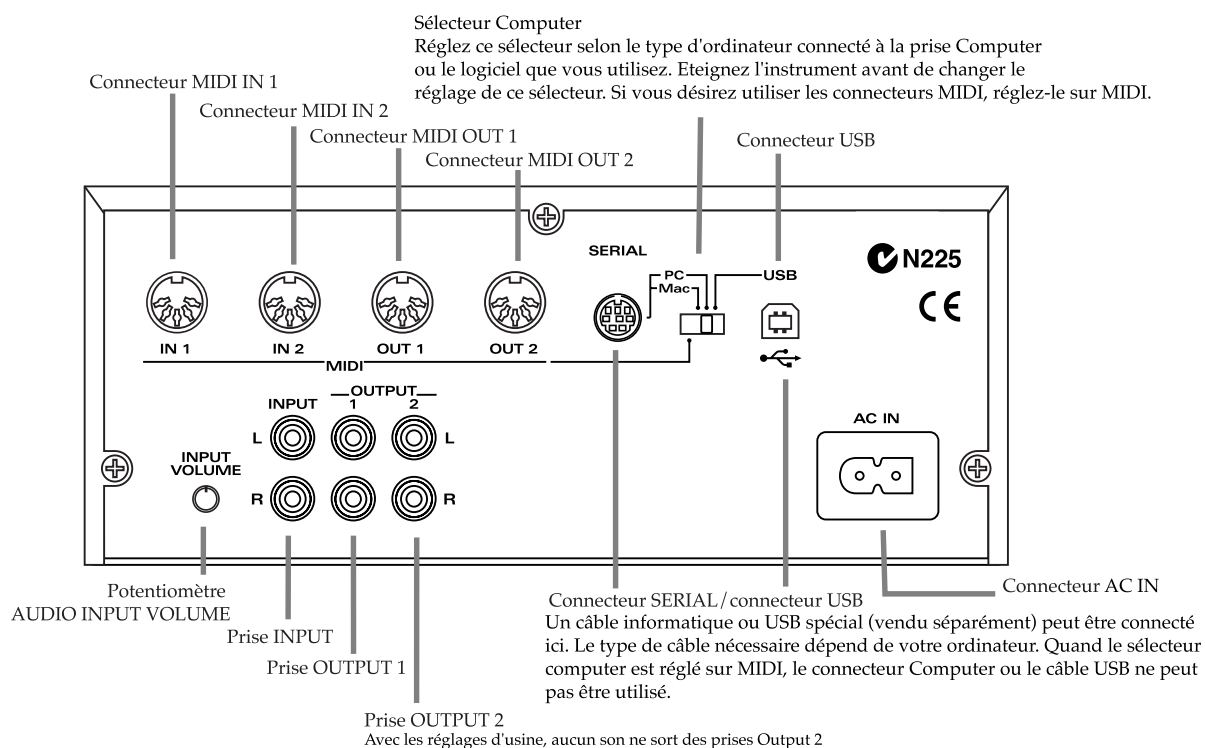 Sélecteur Computer
Réglez ce sélecteur selon le type d'ordinateur connecté à la prise Computer
ou le logiciel que vous utilisez. Eteignez l'instrument avant de changer le
réglage de ce sélecteur. Si vous désirez utiliser les connecteurs MIDI, réglez-le sur MIDI.
Connecteur MIDI IN 1
Connecteur MIDI IN 2
Connecteur MIDI OUT 1
Connecteur MIDI OUT 2
Connecteur USB
SERIAL
PC
Mac
USB
N225
CE
IN 1
IN 2
OUT 1
OUT 2
MIDI
INPUT
OUTPUT
1
2
L
L
INPUT
VOLUME
R
R
AC IN
Potentiomètre
AUDIO INPUT VOLUME
Prise INPUT
Prise OUTPUT 1
Prise OUTPUT 2
Avec les réglages d'usine, aucun son ne sort des prises Output 2
Connecteur SERIAL/connecteur USB
Un câble informatique ou USB spécial (vendu séparément) peut être connecté
ici. Le type de câble nécessaire dépend de votre ordinateur. Quand le sélecteur
computer est réglé sur MIDI, le connecteur Computer ou le câble USB ne peut
pas être utilisé.
Connecteur AC IN